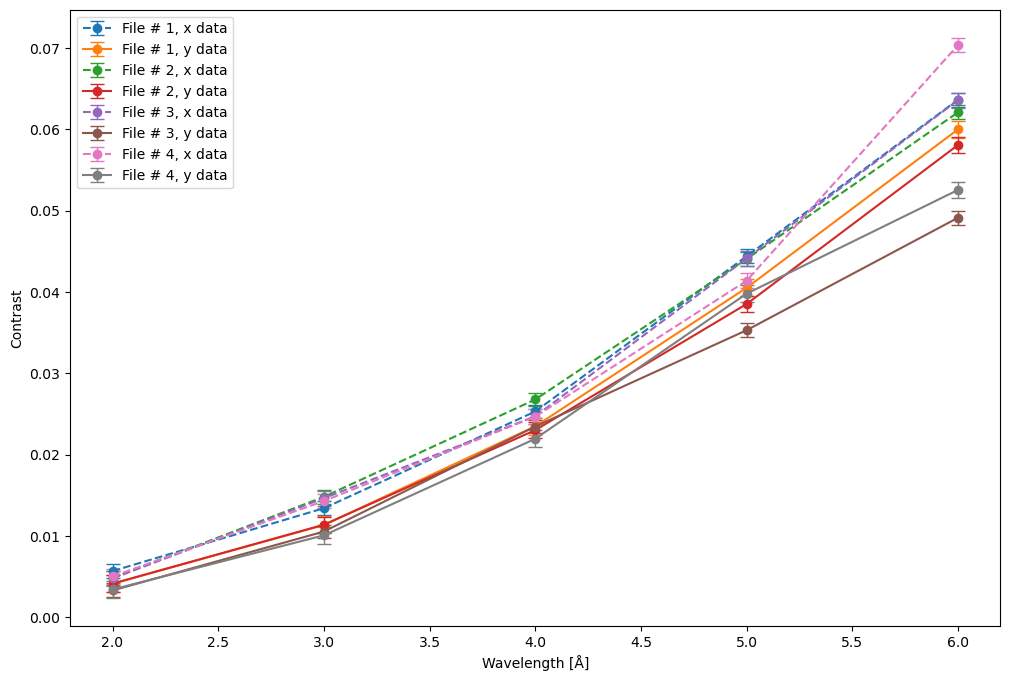 File # 1, x data
File # 1, y data
File # 2, x data
File # 2, y data
File # 3, x data
File # 3, y data
File # 4, x data
File # 4, y data
0.07
0.06
0.05
0.04
0.03
0.02
0.01
0.00
Contrast
2.0 2.5 3.0 3.5 4.0 4.5 5.0 5.5 6.0
Wavelength [Å]